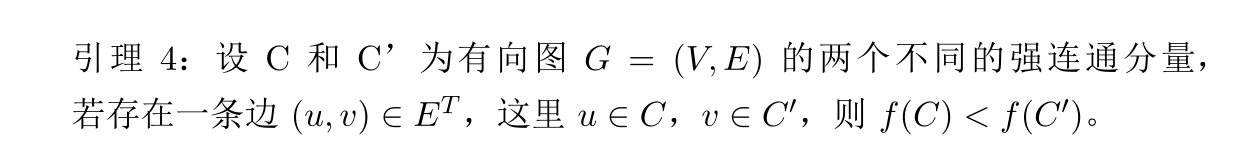 引理 4：设 C 和 C’ 为有向图 G = (V, E) 的两个不同的强连通分量，
若存在一条边 (u, v) ∈ E^T，这里 u ∈ C，v ∈ C′，则 f(C) < f(C′)。